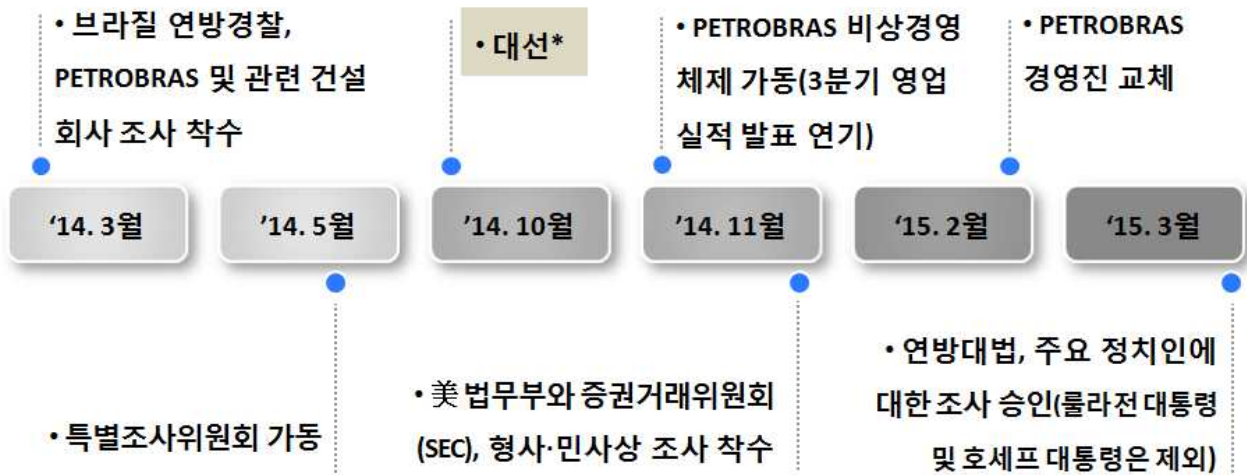 • 브라질 연방경찰,
PETROBRAS 및 관련 건설
회사 조사 착수
• 대선*
• PETROBRAS 비상경영
체제 가동(3분기 영업
실적 발표 연기)
• PETROBRAS
경영진 교체
‘14. 3월
’14. 5월
’14. 10월
’14. 11월
‘15. 2월
‘15. 3월
• 특별조사위원회 가동
• 美 법무부와 증권거래위원회
(SEC), 형사·민사상 조사 착수
• 연방대법, 주요 정치인에
대한 조사 승인(룰라전 대통령
및 호세프 대통령은 제외)